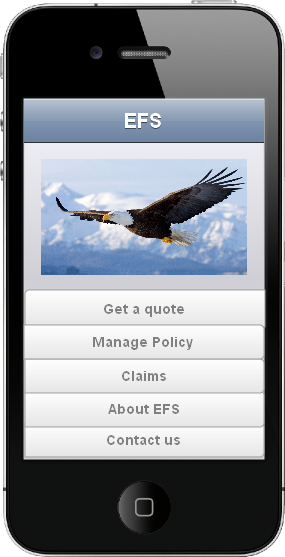 EFS
Get a quote
Manage Policy
Claims
About EFS
Contact us